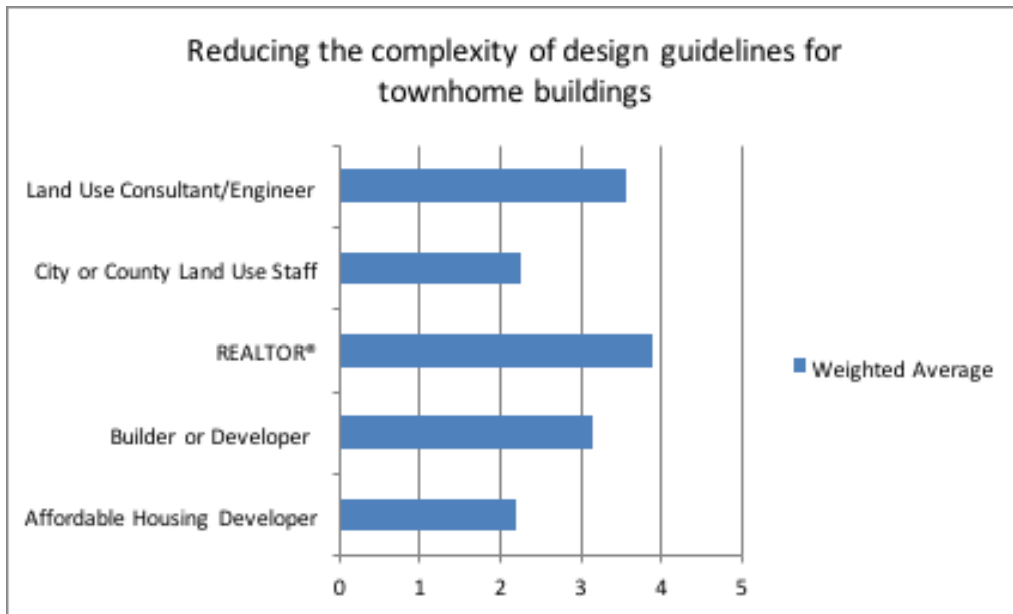 Reducing the complexity of design guidelines for
townhome buildings
Land Use Consultant/Engineer
City or County Land Use Staff
REALTOR®
Builder or Developer
Affordable Housing Developer
Weighted Average
0 1 2 3 4 5